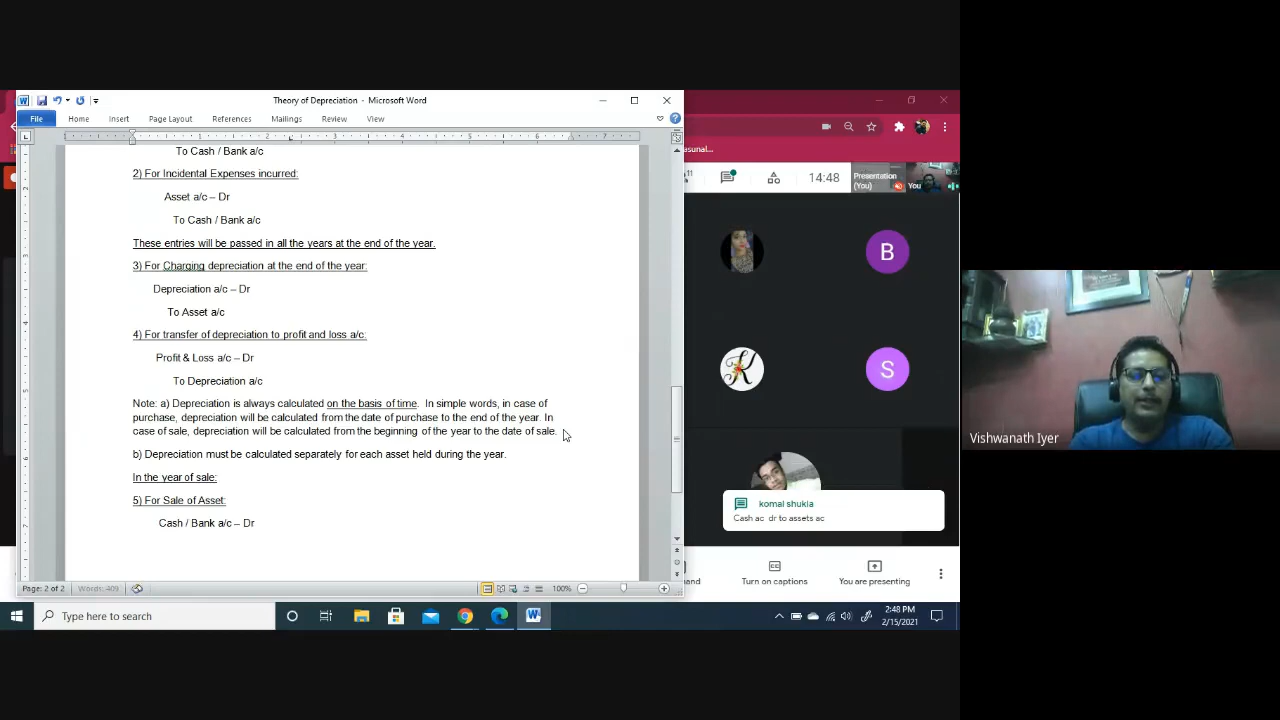 Theory of Depreciation - Microsoft Word
File Home Insert Page Layout References Mailings Review View
To Cash / Bank a/c
2) For Incidental Expenses incurred:
Asset a/c – Dr
To Cash / Bank a/c
These entries will be passed in all the years at the end of the year.
3) For Charging depreciation at the end of the year:
Depreciation a/c – Dr
To Asset a/c
4) For transfer of depreciation to profit and loss a/c:
Profit & Loss a/c – Dr
To Depreciation a/c
Note: a) Depreciation is always calculated on the basis of time. In simple words, in case of
purchase, depreciation will be calculated from the date of purchase to the end of the year. In
case of sale, depreciation will be calculated from the beginning of the year to the date of sale.
b) Depreciation must be calculated separately for each asset held during the year.
In the year of sale:
5) For Sale of Asset:
Cash / Bank a/c – Dr
Page: 2 of 2 Words: 409 100%
esunal...
11
14:48
Presentation
(You)
You
B
S
komal shukla
Cash ac dr to assets ac
and Turn on captions You are presenting
Type here to search
2:48 PM
2/15/2021
Vishwanath Iyer